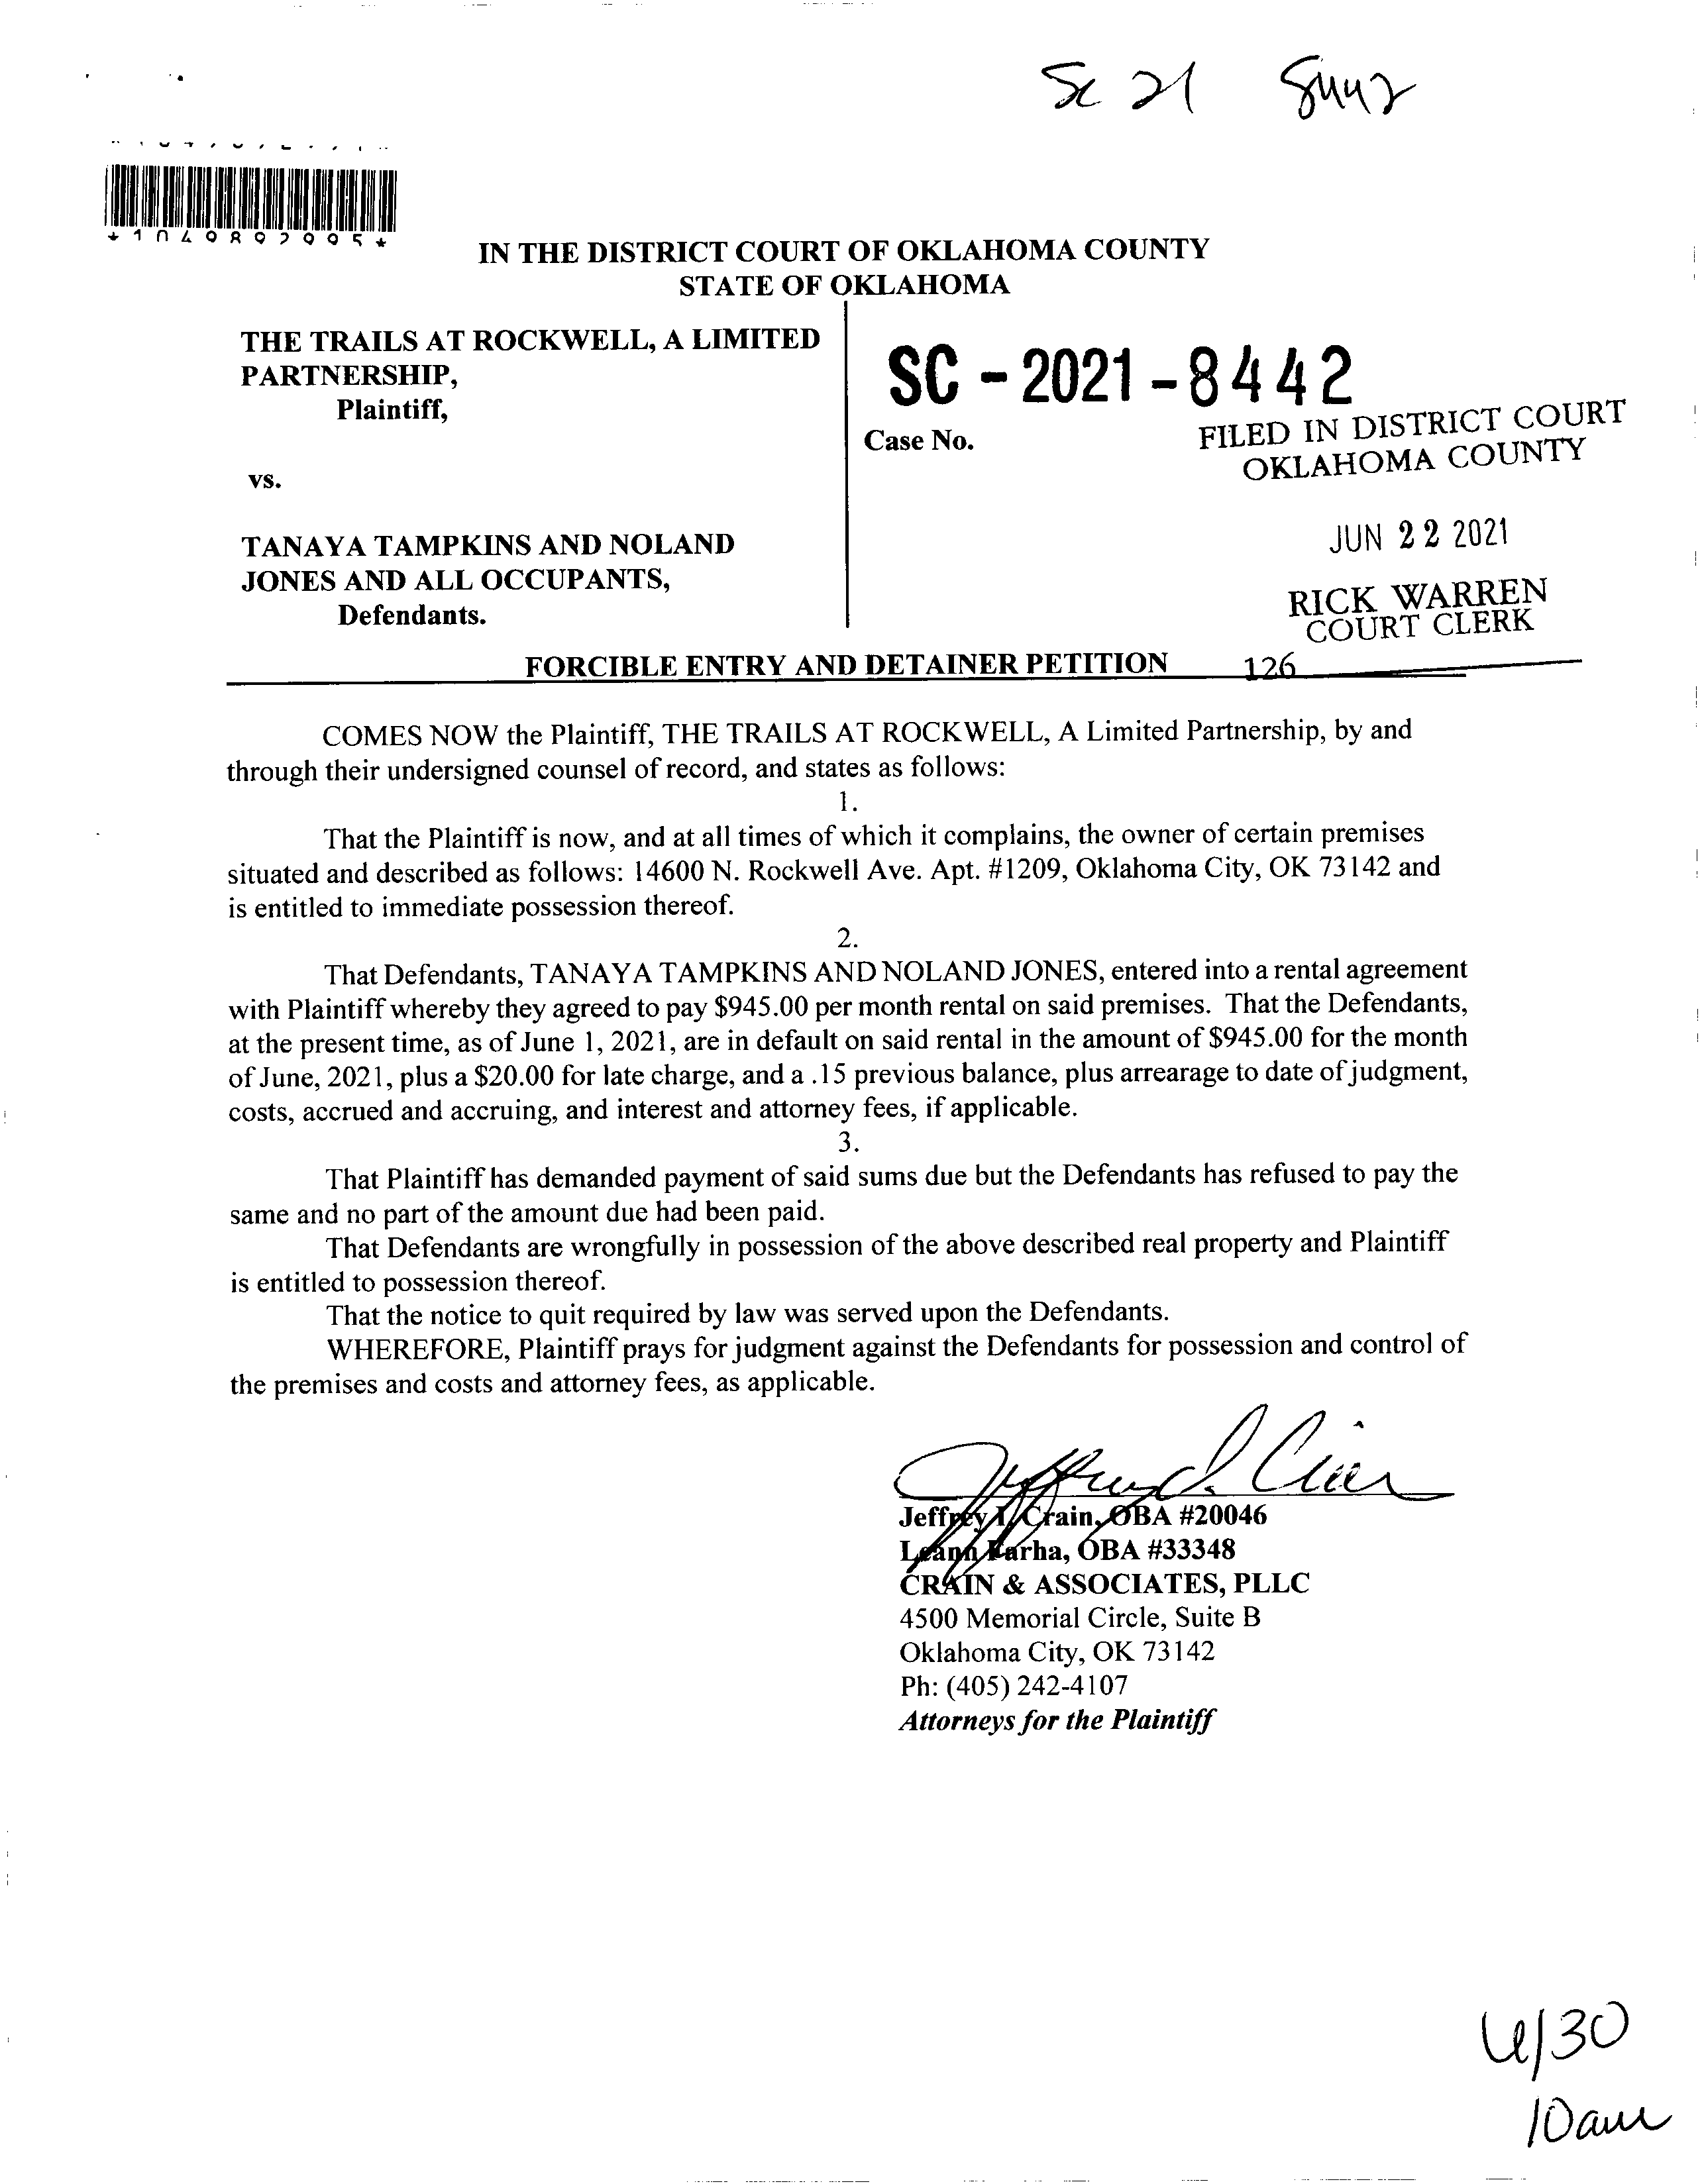 SC 21 8442
*1049892995*
IN THE DISTRICT COURT OF OKLAHOMA COUNTY
STATE OF OKLAHOMA
THE TRAILS AT ROCKWELL, A LIMITED
PARTNERSHIP,
Plaintiff,
vs.
TANAYA TAMPKINS AND NOLAND
JONES AND ALL OCCUPANTS,
Defendants.
SC - 2021 - 8442
Case No.
FILED IN DISTRICT COURT
OKLAHOMA COUNTY
JUN 22 2021
RICK WARREN
COURT CLERK
126
FORCIBLE ENTRY AND DETAINER PETITION
COMES NOW the Plaintiff, THE TRAILS AT ROCKWELL, A Limited Partnership, by and
through their undersigned counsel of record, and states as follows:
1.
That the Plaintiff is now, and at all times of which it complains, the owner of certain premises
situated and described as follows: 14600 N. Rockwell Ave. Apt. #1209, Oklahoma City, OK 73142 and
is entitled to immediate possession thereof.
2.
That Defendants, TANAYA TAMPKINS AND NOLAND JONES, entered into a rental agreement
with Plaintiff whereby they agreed to pay $945.00 per month rental on said premises. That the Defendants,
at the present time, as of June 1, 2021, are in default on said rental in the amount of $945.00 for the month
of June, 2021, plus a $20.00 for late charge, and a .15 previous balance, plus arrearage to date of judgment,
costs, accrued and accruing, and interest and attorney fees, if applicable.
3.
That Plaintiff has demanded payment of said sums due but the Defendants has refused to pay the
same and no part of the amount due had been paid.
That Defendants are wrongfully in possession of the above described real property and Plaintiff
is entitled to possession thereof.
That the notice to quit required by law was served upon the Defendants.
WHEREFORE, Plaintiff prays for judgment against the Defendants for possession and control of
the premises and costs and attorney fees, as applicable.
Jeffrey I. Crain, OBA #20046
Leann Farha, OBA #33348
CRAIN & ASSOCIATES, PLLC
4500 Memorial Circle, Suite B
Oklahoma City, OK 73142
Ph: (405) 242-4107
Attorneys for the Plaintiff
6/30
10am